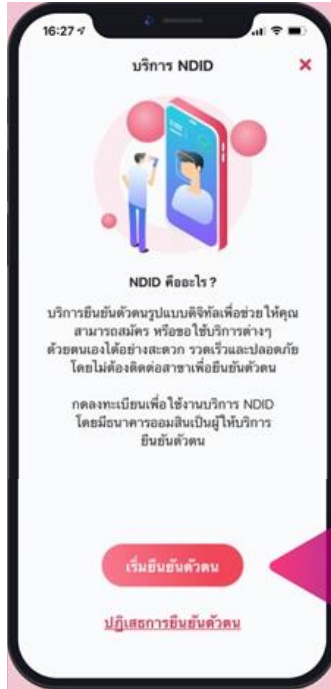 16:27
บริการ NDID
NDID คืออะไร ?
บริการยืนยันตัวตนรูปแบบดิจิทัลเพื่อช่วยให้คุณ
สามารถสมัคร หรือขอใช้บริการต่างๆ
ด้วยตนเองได้อย่างสะดวก รวดเร็วและปลอดภัย
โดยไม่ต้องติดต่อสาขาเพื่อยืนยันตัวตน
กดลงทะเบียนเพื่อใช้งานบริการ NDID
โดยมีธนาคารออมสินเป็นผู้ให้บริการ
ยืนยันตัวตน
เริ่มยืนยันตัวตน
ปฏิเสธการยืนยันตัวตน